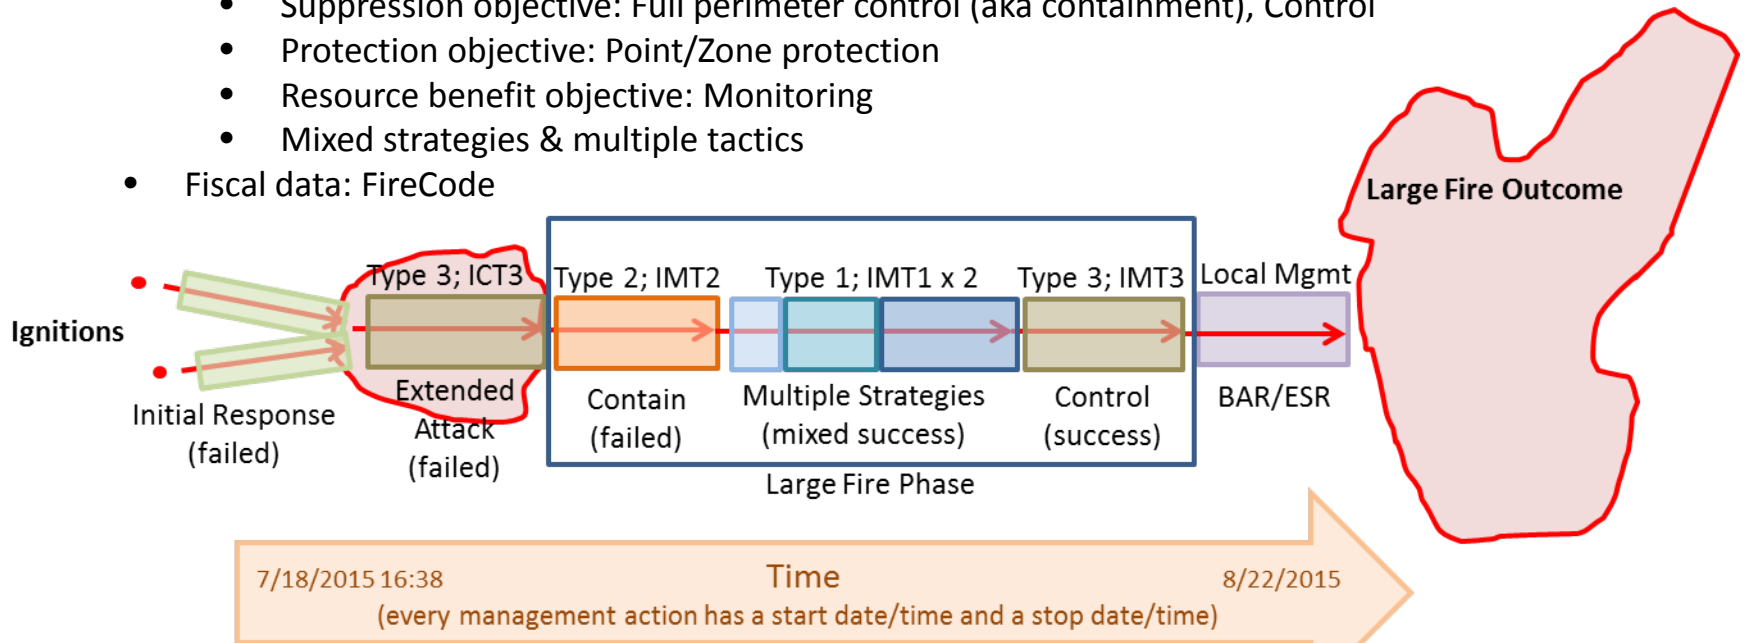 • Suppression objective: Full perimeter control (aka containment), Control
• Protection objective: Point/Zone protection
• Resource benefit objective: Monitoring
• Mixed strategies & multiple tactics
• Fiscal data: FireCode
Large Fire Outcome
Ignitions
Initial Response
(failed)
Type 3; ICT3
Extended
Attack
(failed)
Type 2; IMT2
Contain
(failed)
Type 1; IMT1 x 2
Multiple Strategies
(mixed success)
Type 3; IMT3
Control
(success)
Local Mgmt
BAR/ESR
Large Fire Phase
7/18/2015 16:38
Time
8/22/2015
(every management action has a start date/time and a stop date/time)